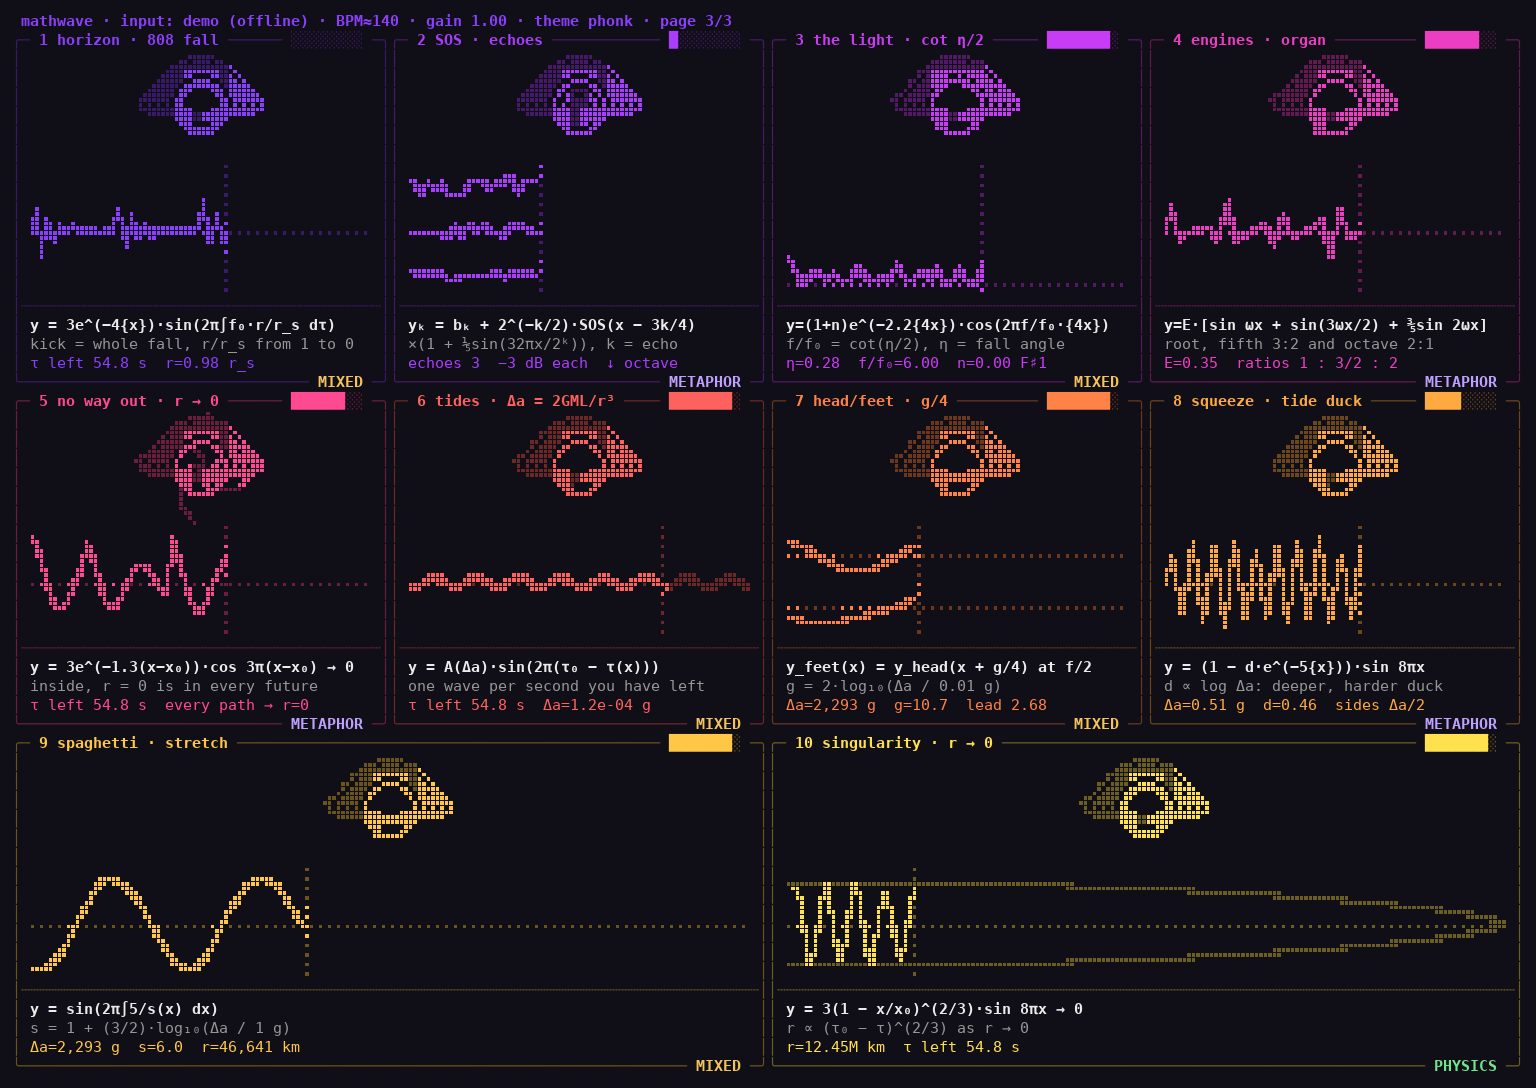 mathwave · input: demo (offline) · BPM≈140 · gain 1.00 · theme phonk · page 3/3
1 horizon · 808 fall
y = 3e^(−4{x})·sin(2π∫f₀·r/r_s dτ)
kick = whole fall, r/r_s from 1 to 0
τ left 54.8 s  r=0.98 r_s
MIXED
2 SOS · echoes
yₖ = bₖ + 2^(−k/2)·SOS(x − 3k/4)
×(1 + ⅕sin(32πx/2ᵏ)), k = echo
echoes 3  −3 dB each  ↓ octave
METAPHOR
3 the light · cot η/2
y=(1+n)e^(−2.2{4x})·cos(2πf/f₀·{4x})
f/f₀ = cot(η/2), η = fall angle
η=0.28  f/f₀=6.00  n=0.00 F♯1
MIXED
4 engines · organ
y=E·[sin ωx + sin(3ωx/2) + ⅗sin 2ωx]
root, fifth 3:2 and octave 2:1
E=0.35  ratios 1 : 3/2 : 2
METAPHOR
5 no way out · r → 0
y = 3e^(−1.3(x−x₀))·cos 3π(x−x₀) → 0
inside, r = 0 is in every future
τ left 54.8 s  every path → r=0
METAPHOR
6 tides · Δa = 2GML/r³
y = A(Δa)·sin(2π(τ₀ − τ(x)))
one wave per second you have left
τ left 54.8 s  Δa=1.2e-04 g
MIXED
7 head/feet · g/4
y_feet(x) = y_head(x + g/4) at f/2
g = 2·log₁₀(Δa / 0.01 g)
Δa=2,293 g  g=10.7  lead 2.68
MIXED
8 squeeze · tide duck
y = (1 − d·e^(−5{x}))·sin 8πx
d ∝ log Δa: deeper, harder duck
Δa=0.51 g  d=0.46  sides Δa/2
METAPHOR
9 spaghetti · stretch
y = sin(2π∫5/s(x) dx)
s = 1 + (3/2)·log₁₀(Δa / 1 g)
Δa=2,293 g  s=6.0  r=46,641 km
MIXED
10 singularity · r → 0
y = 3(1 − x/x₀)^(2/3)·sin 8πx → 0
r ∝ (τ₀ − τ)^(2/3) as r → 0
r=12.45M km  τ left 54.8 s
PHYSICS